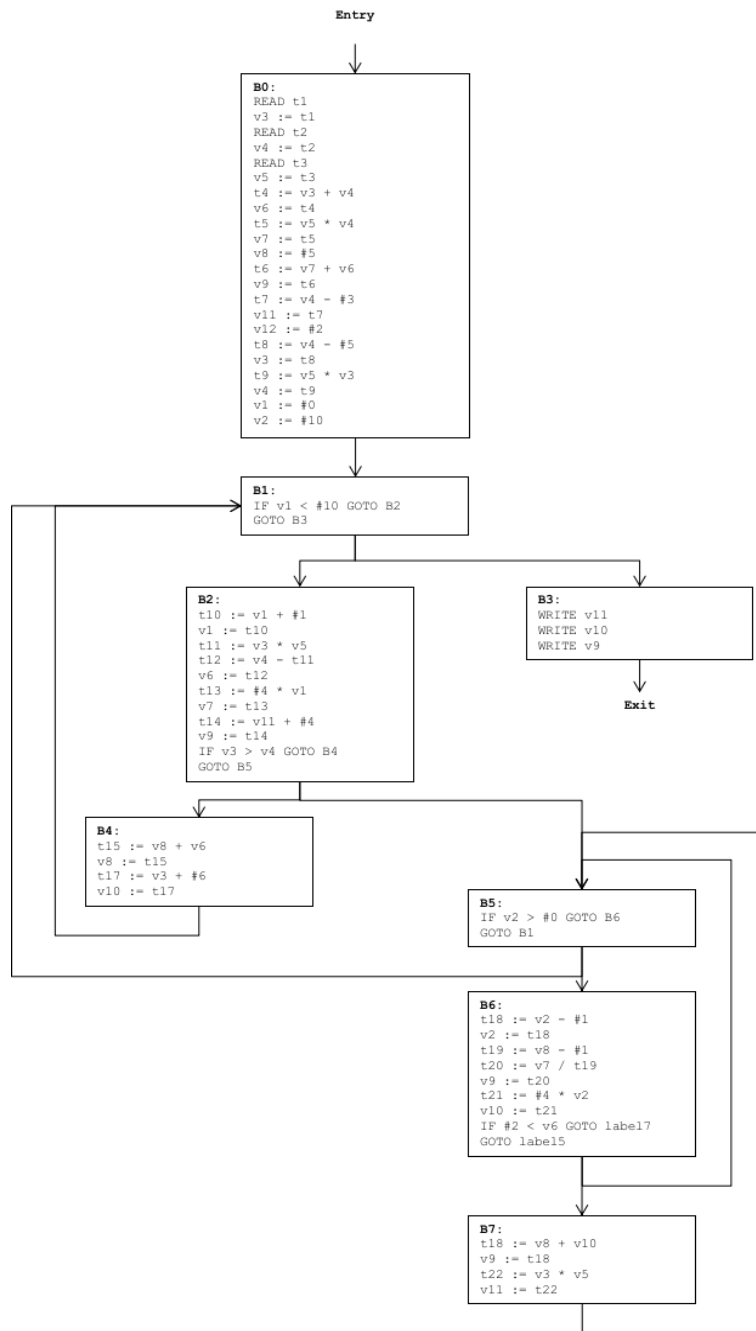 Entry
B0:
READ t1
v3 := t1
READ t2
v4 := t2
READ t3
v5 := t3
t4 := v3 + v4
v6 := t4
t5 := v5 * v4
v7 := t5
v8 := #5
t6 := v7 + v6
v9 := t6
t7 := v4 - #3
v11 := t7
v12 := #2
t8 := v4 - #5
v3 := t8
t9 := v5 * v3
v4 := t9
v1 := #0
v2 := #10
B1:
IF v1 < #10 GOTO B2
GOTO B3
B2:
t10 := v1 + #1
v1 := t10
t11 := v3 * v5
t12 := v4 - t11
v6 := t12
t13 := #4 * v1
v7 := t13
t14 := v11 + #4
v9 := t14
IF v3 > v4 GOTO B4
GOTO B5
B3:
WRITE v11
WRITE v10
WRITE v9
Exit
B4:
t15 := v8 + v6
v8 := t15
t17 := v3 + #6
v10 := t17
B5:
IF v2 > #0 GOTO B6
GOTO B1
B6:
t18 := v2 - #1
v2 := t18
t19 := v8 - #1
t20 := v7 / t19
v9 := t20
t21 := #4 * v2
v10 := t21
IF #2 < v6 GOTO label7
GOTO label5
B7:
t18 := v8 + v10
v9 := t18
t22 := v3 * v5
v11 := t22